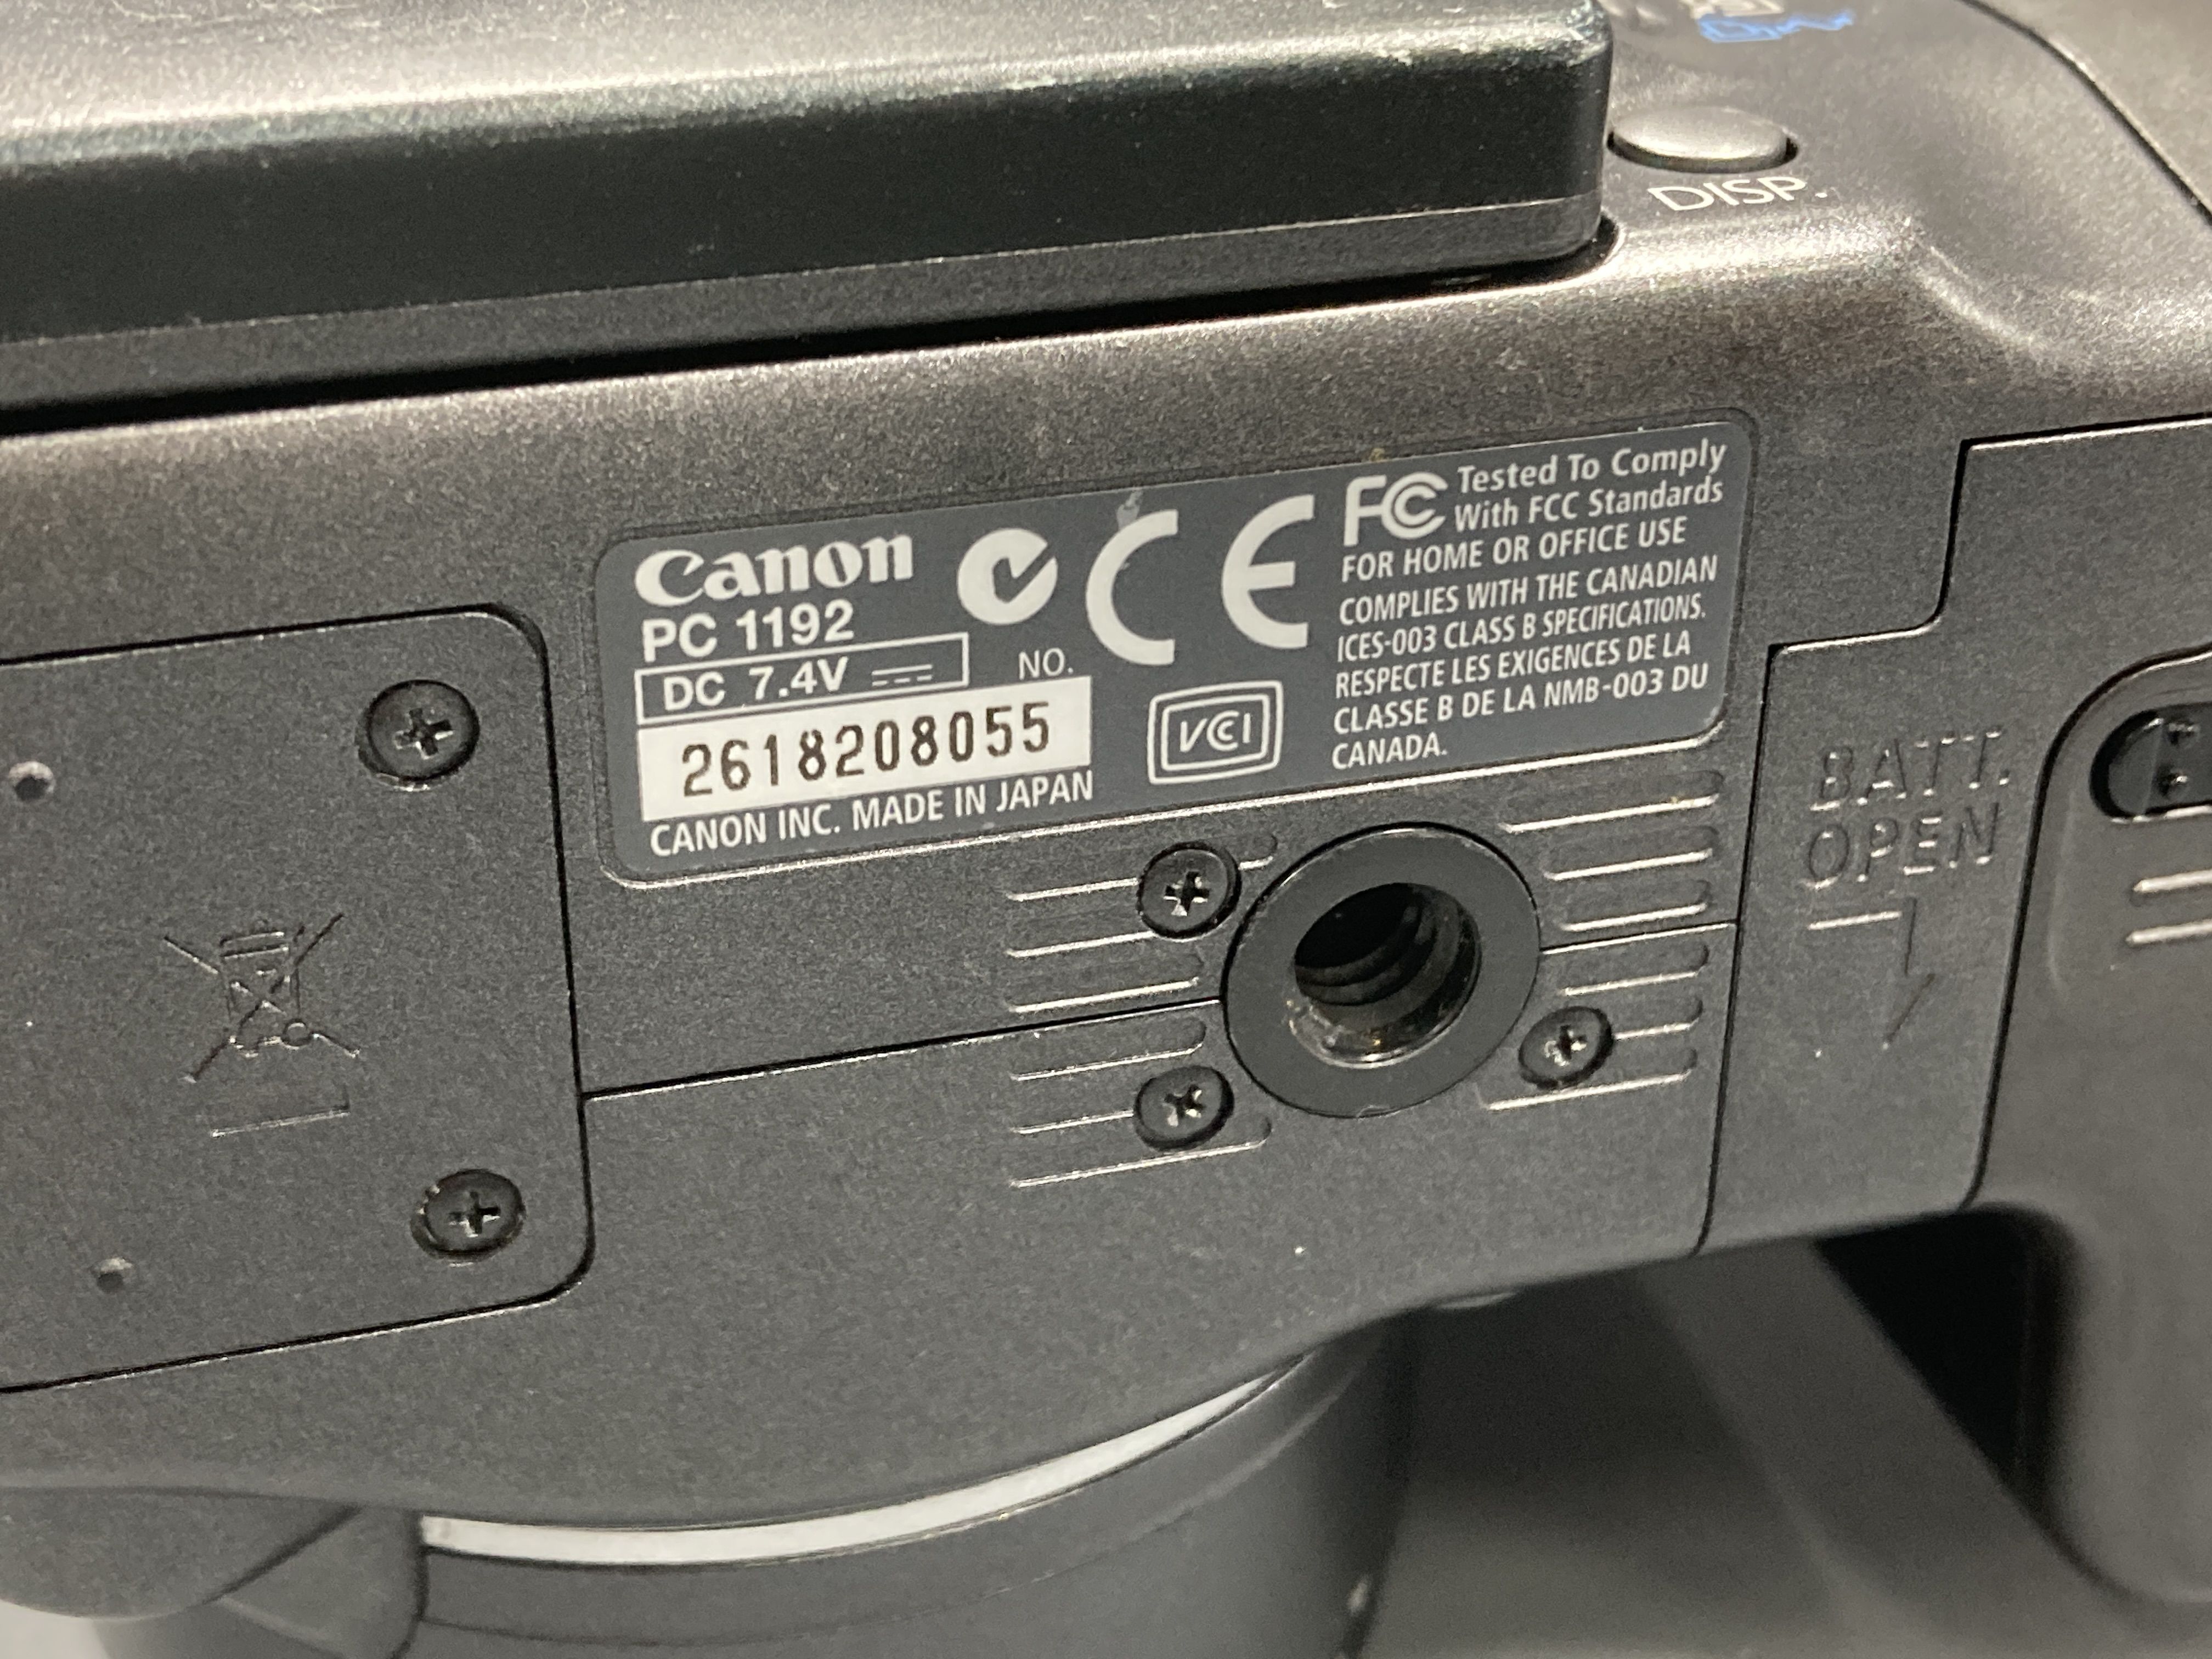 DISP.
Canon
PC 1192
DC 7.4V
NO.
2618208055
CANON INC. MADE IN JAPAN
CE
VCI
FC Tested To Comply
With FCC Standards
FOR HOME OR OFFICE USE
COMPLIES WITH THE CANADIAN
ICES-003 CLASS B SPECIFICATIONS.
RESPECTE LES EXIGENCES DE LA
CLASSE B DE LA NMB-003 DU
CANADA.
BATT.
OPEN